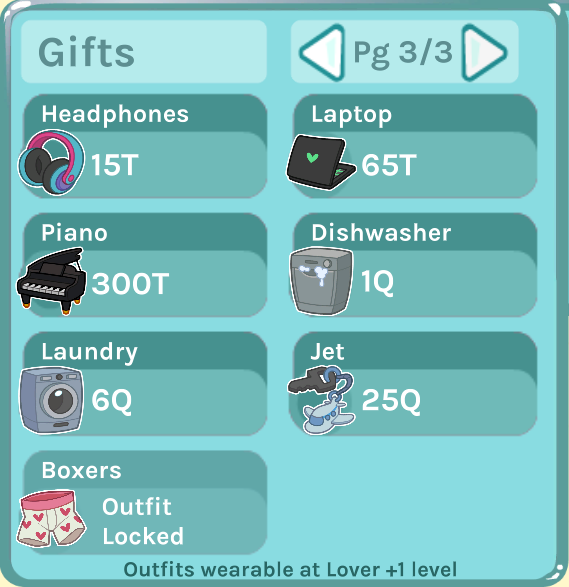 Gifts
Pg 3/3
Headphones
15T
Laptop
65T
Piano
300T
Dishwasher
1Q
Laundry
6Q
Jet
25Q
Boxers
Outfit
Locked
Outfits wearable at Lover +1 level